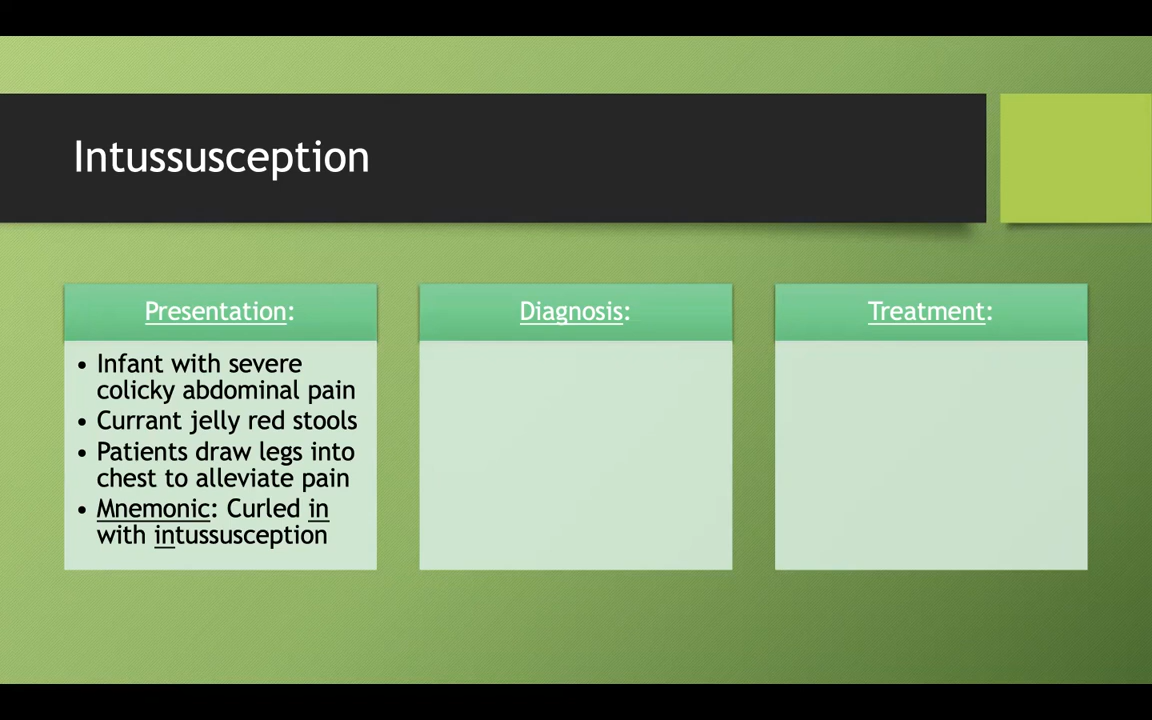 Intussusception
Presentation:
• Infant with severe
colicky abdominal pain
• Currant jelly red stools
• Patients draw legs into
chest to alleviate pain
• Mnemonic: Curled in
with intussusception
Diagnosis:
Treatment: